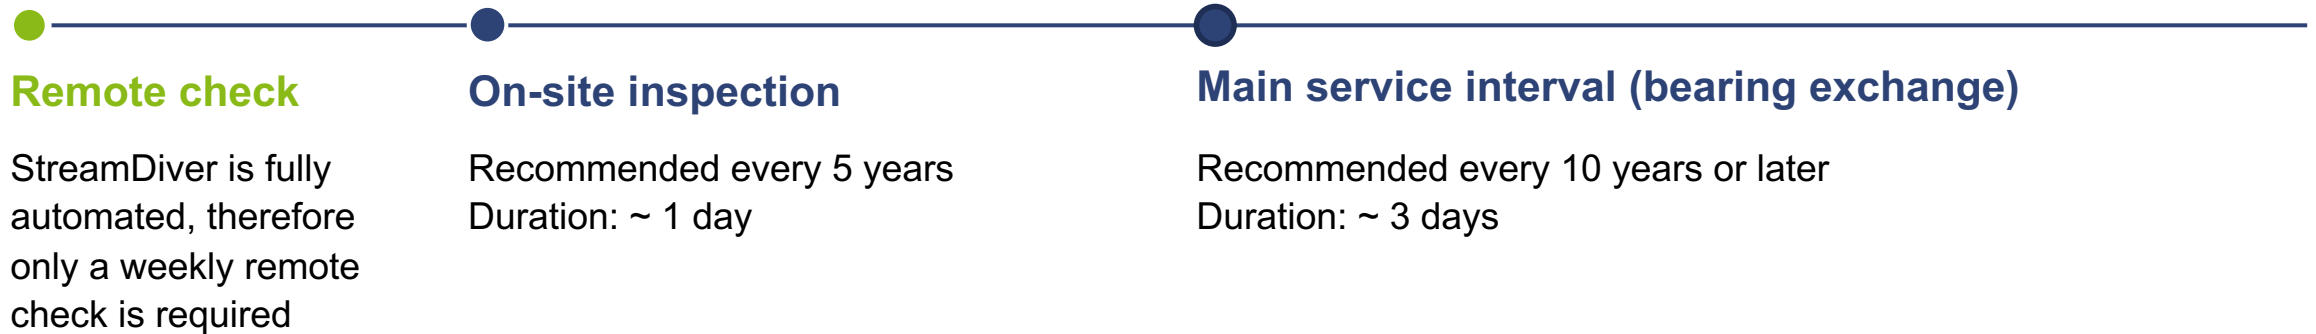 Remote check
StreamDiver is fully
automated, therefore
only a weekly remote
check is required
On-site inspection
Recommended every 5 years
Duration: ~ 1 day
Main service interval (bearing exchange)
Recommended every 10 years or later
Duration: ~ 3 days